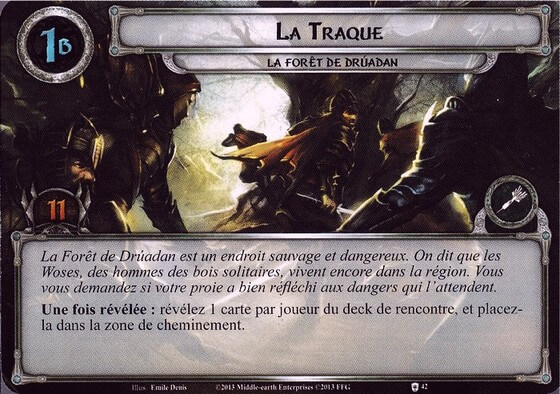 1B
LA TRAQUE
LA FORÊT DE DRÚADAN
11
La Forêt de Drúadan est un endroit sauvage et dangereux. On dit que les
Woses, des hommes des bois solitaires, vivent encore dans la région. Vous
vous demandez si votre proie a bien réfléchi aux dangers qui l'attendent.
Une fois révélée : révélez 1 carte par joueur du deck de rencontre, et placez-
la dans la zone de cheminement.
Illus. Emile Denis ©2013 Middle-earth Enterprises ©2013 FFG 42